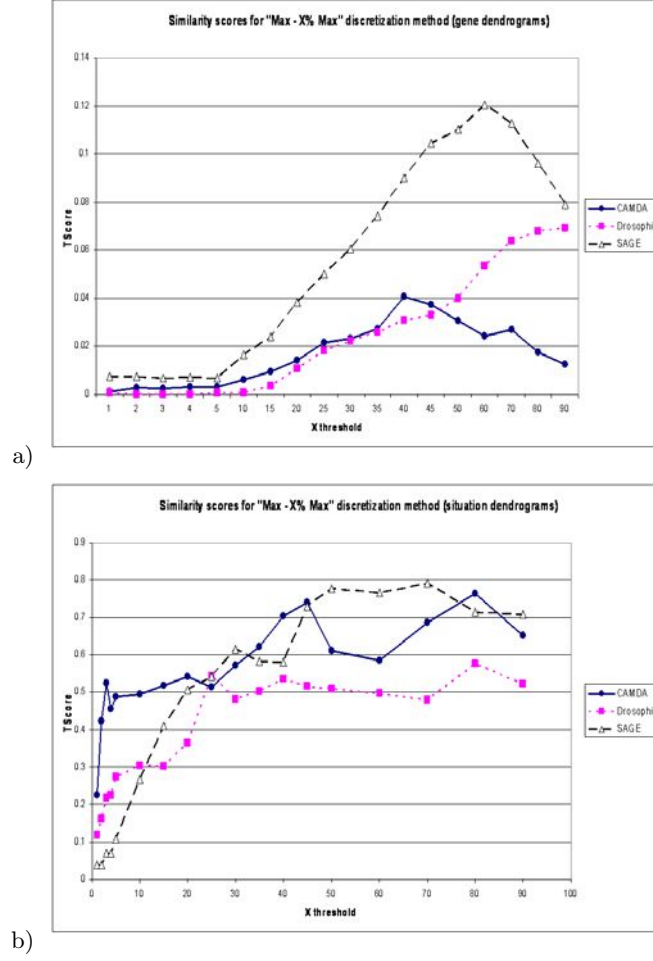 Similarity scores for "Max - X% Max" discretization method (gene dendrograms)
0.14
0.12
0.1
0.08
0.06
0.04
0.02
0
TScore
1 2 3 4 5 10 15 20 25 30 35 40 45 50 60 70 80 90
X threshold
CAMDA
Drosophi
SAGE
a)
Similarity scores for "Max - X% Max" discretization method (situation dendrograms)
0.9
0.8
0.7
0.6
0.5
0.4
0.3
0.2
0.1
0
TScore
0 10 20 30 40 50 60 70 80 90 100
X threshold
CAMDA
Drosophi
SAGE
b)